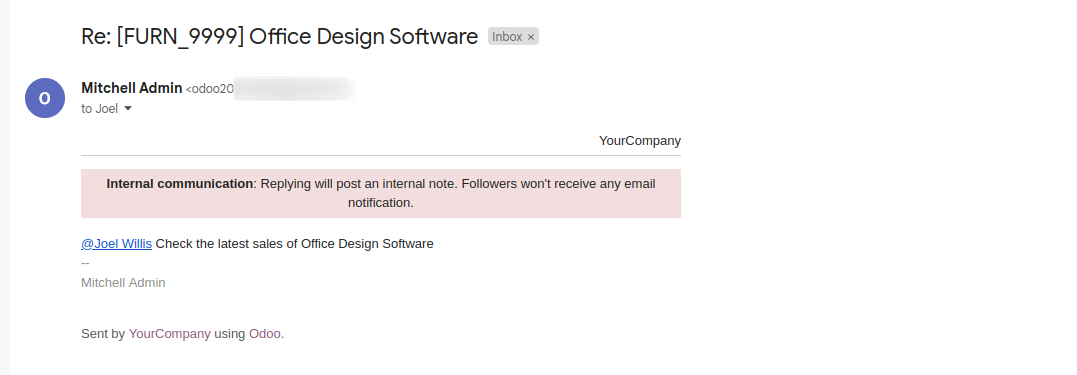 Re: [FURN_9999] Office Design Software Inbox ×
O
Mitchell Admin <odoo20
to Joel
YourCompany
Internal communication: Replying will post an internal note. Followers won't receive any email
notification.
@Joel Willis Check the latest sales of Office Design Software
--
Mitchell Admin
Sent by YourCompany using Odoo.